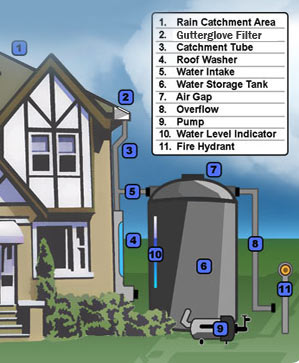 1. Rain Catchment Area
2. Gutterglove Filter
3. Catchment Tube
4. Roof Washer
5. Water Intake
6. Water Storage Tank
7. Air Gap
8. Overflow
9. Pump
10. Water Level Indicator
11. Fire Hydrant
1
2
3
7
5
4
10
6
8
11
9